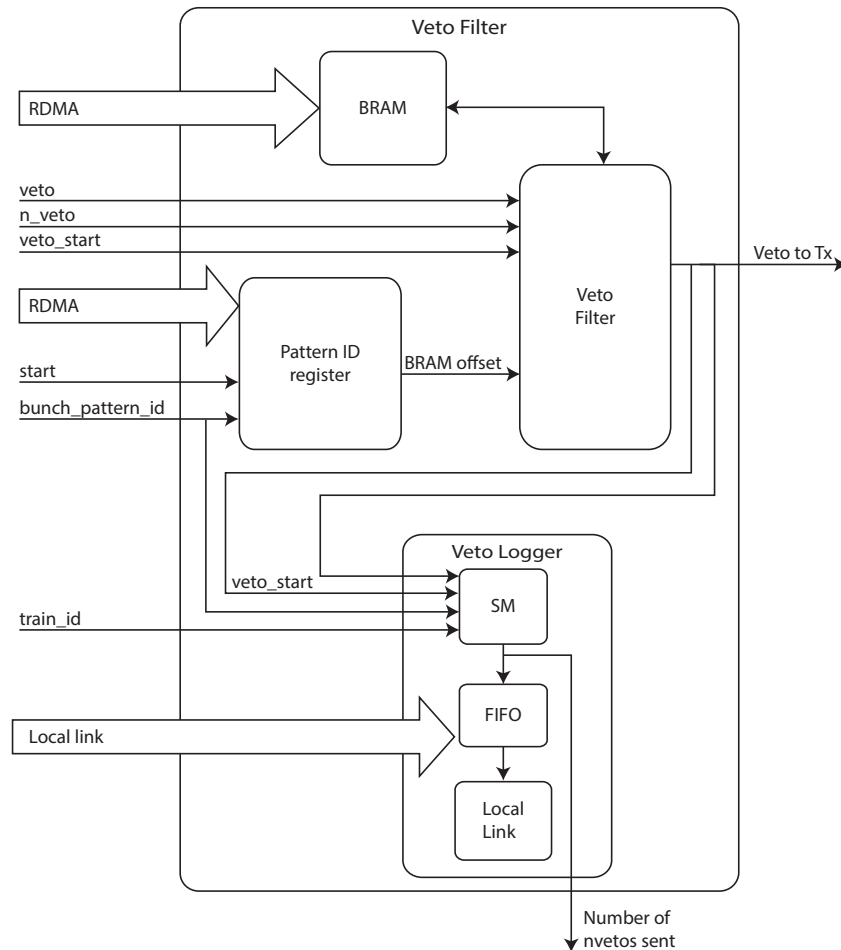 Veto Filter
RDMA
BRAM
veto
n_veto
veto_start
Veto to Tx
RDMA
Veto
Filter
Pattern ID
register
BRAM offset
start
bunch_pattern_id
Veto Logger
veto_start
SM
train_id
FIFO
Local link
Local
Link
Number of
nvetos sent